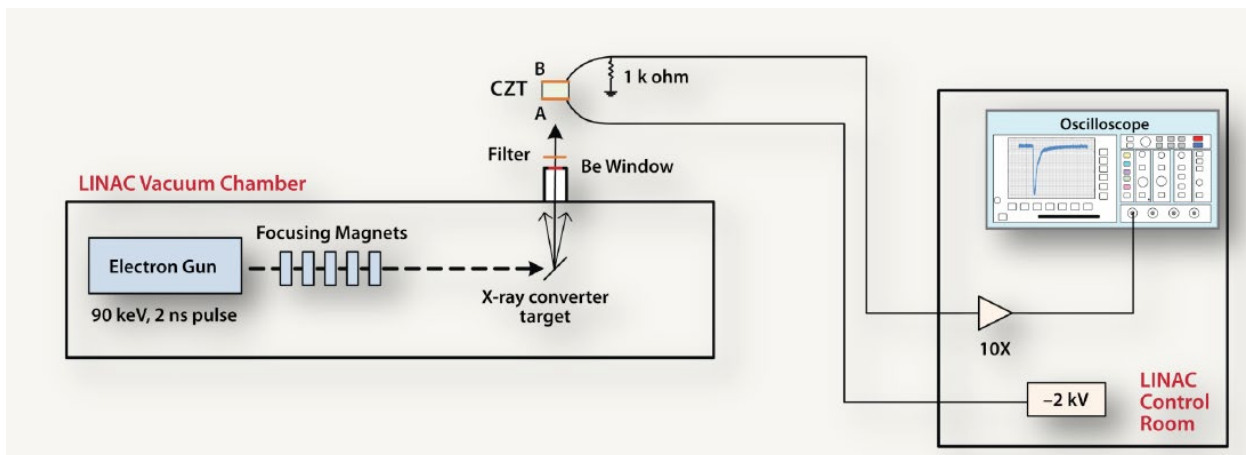 B
CZT
A
1 k ohm
Filter
Be Window
LINAC Vacuum Chamber
Electron Gun
90 keV, 2 ns pulse
Focusing Magnets
X-ray converter
target
Oscilloscope
10X
–2 kV
LINAC
Control
Room